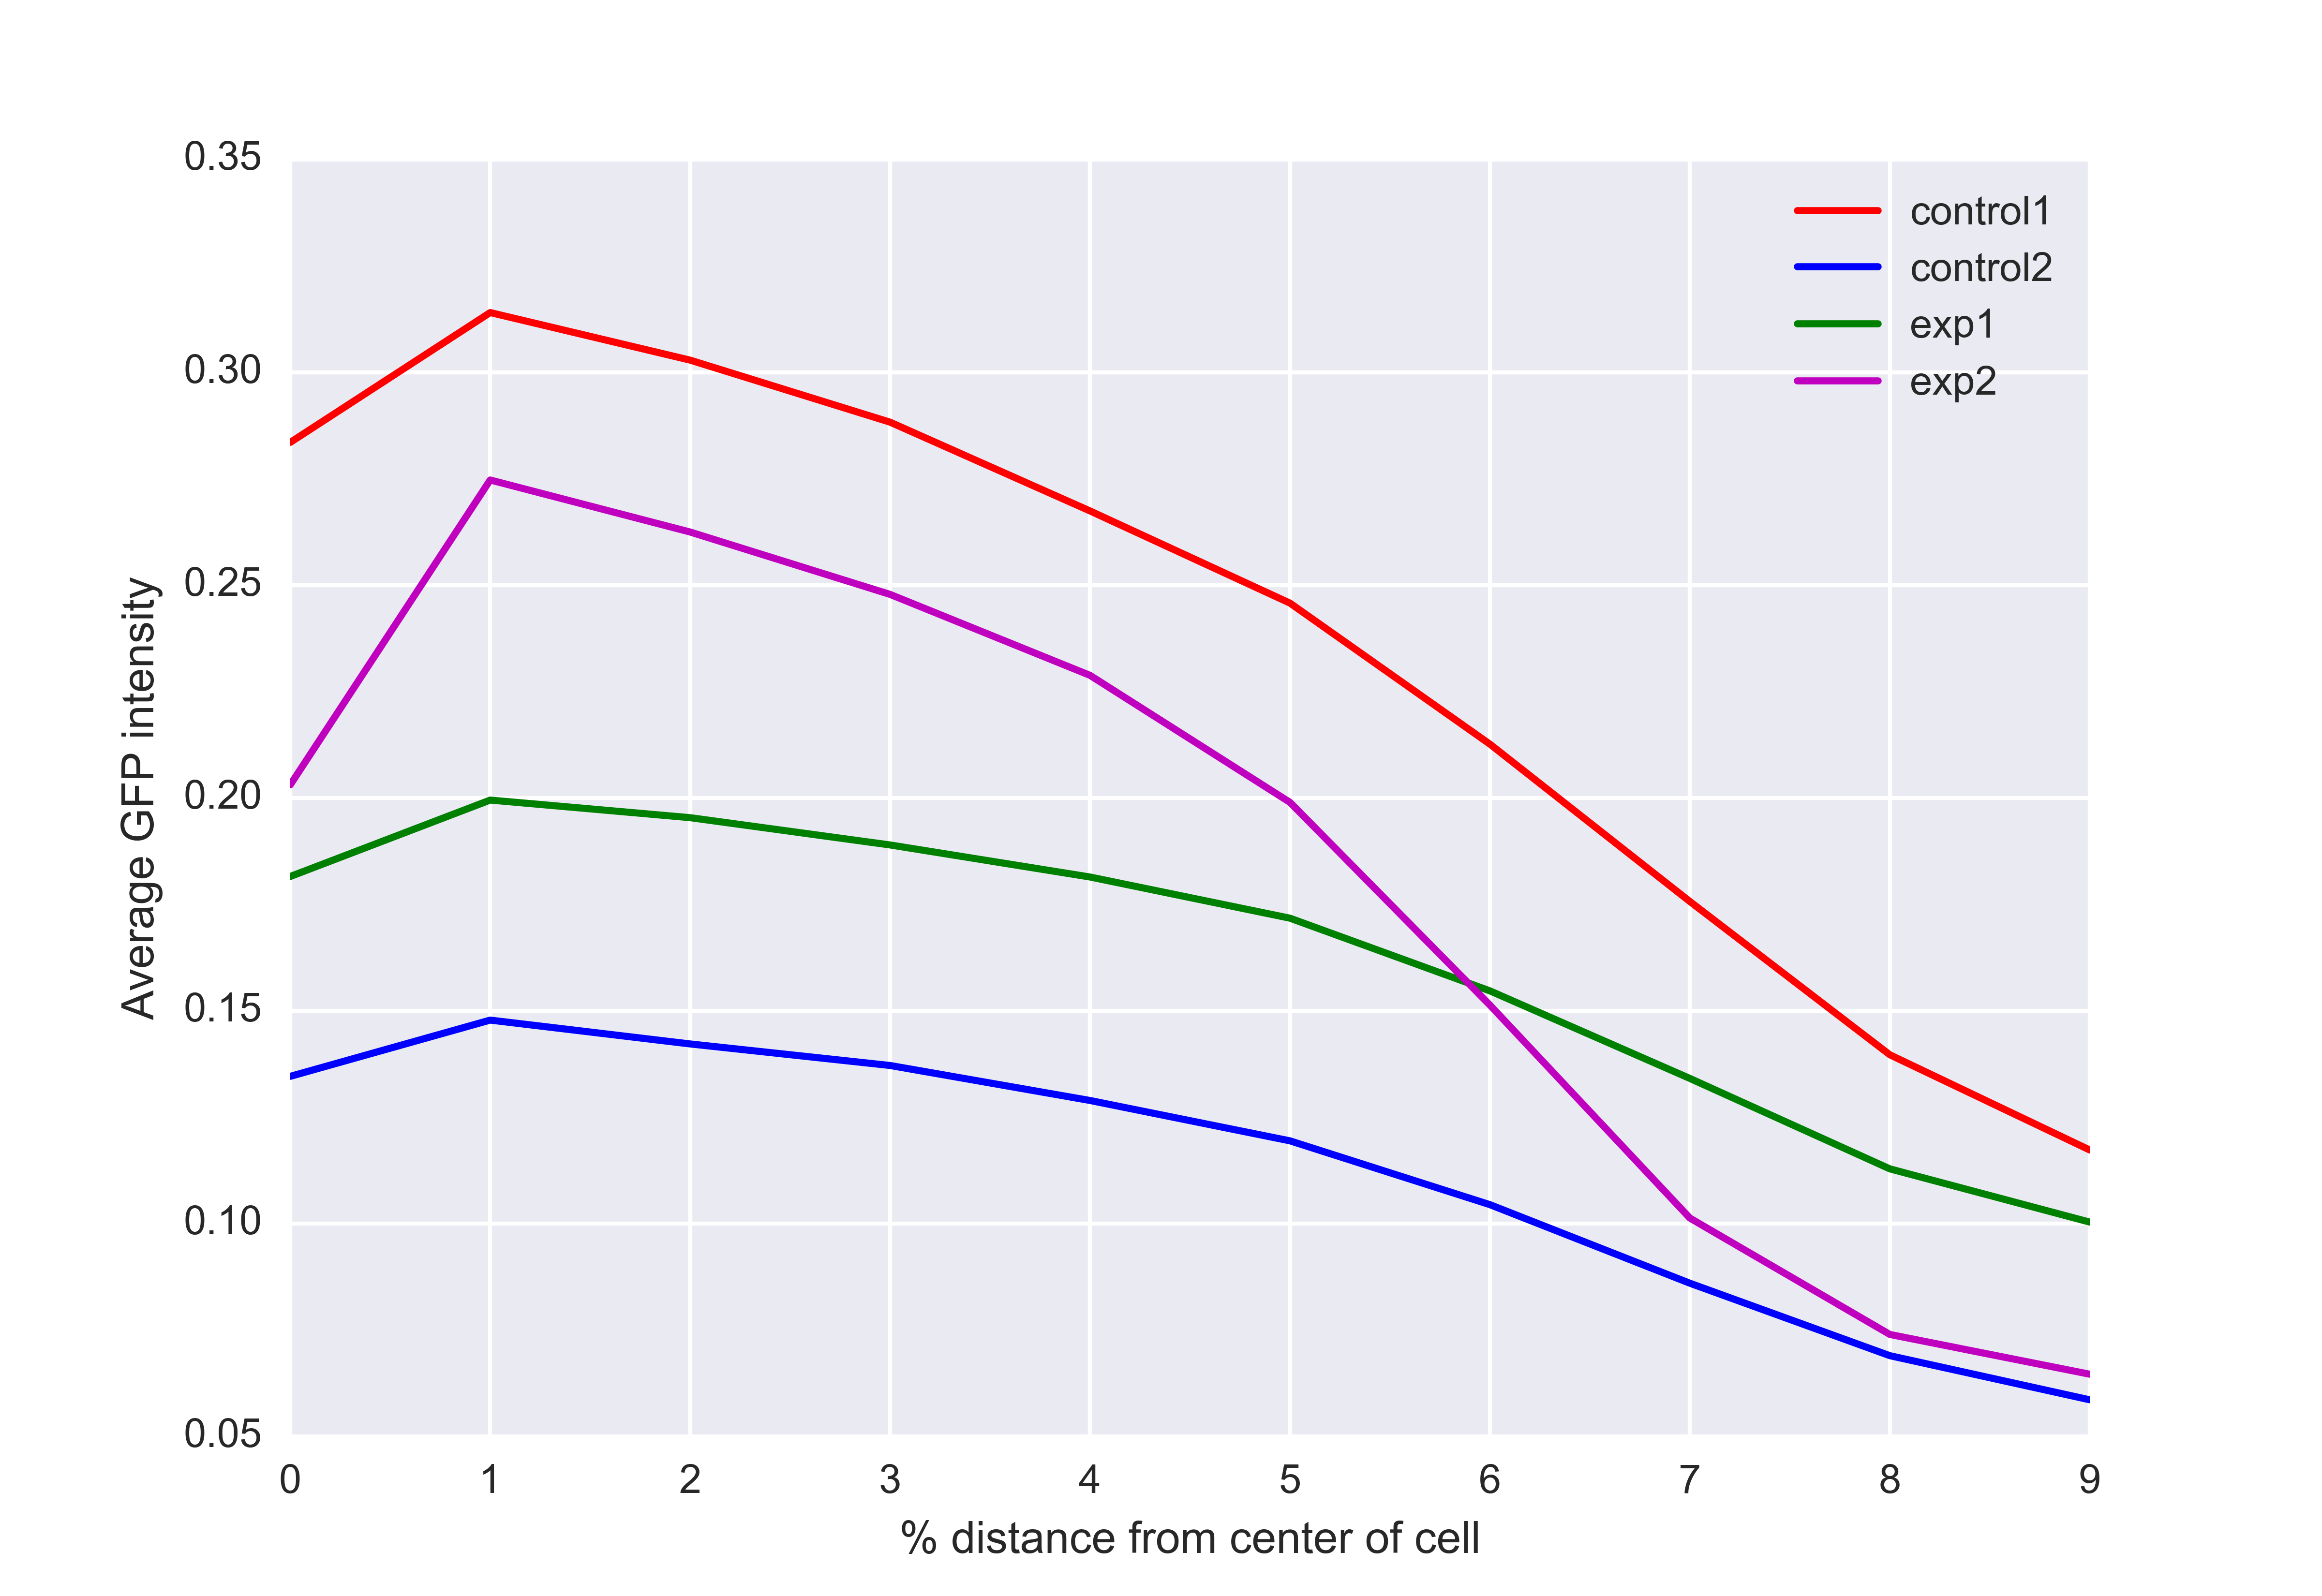 0.35
0.30
0.25
0.20
0.15
0.10
0.05
Average GFP intensity
control1
control2
exp1
exp2
0 1 2 3 4 5 6 7 8 9
% distance from center of cell